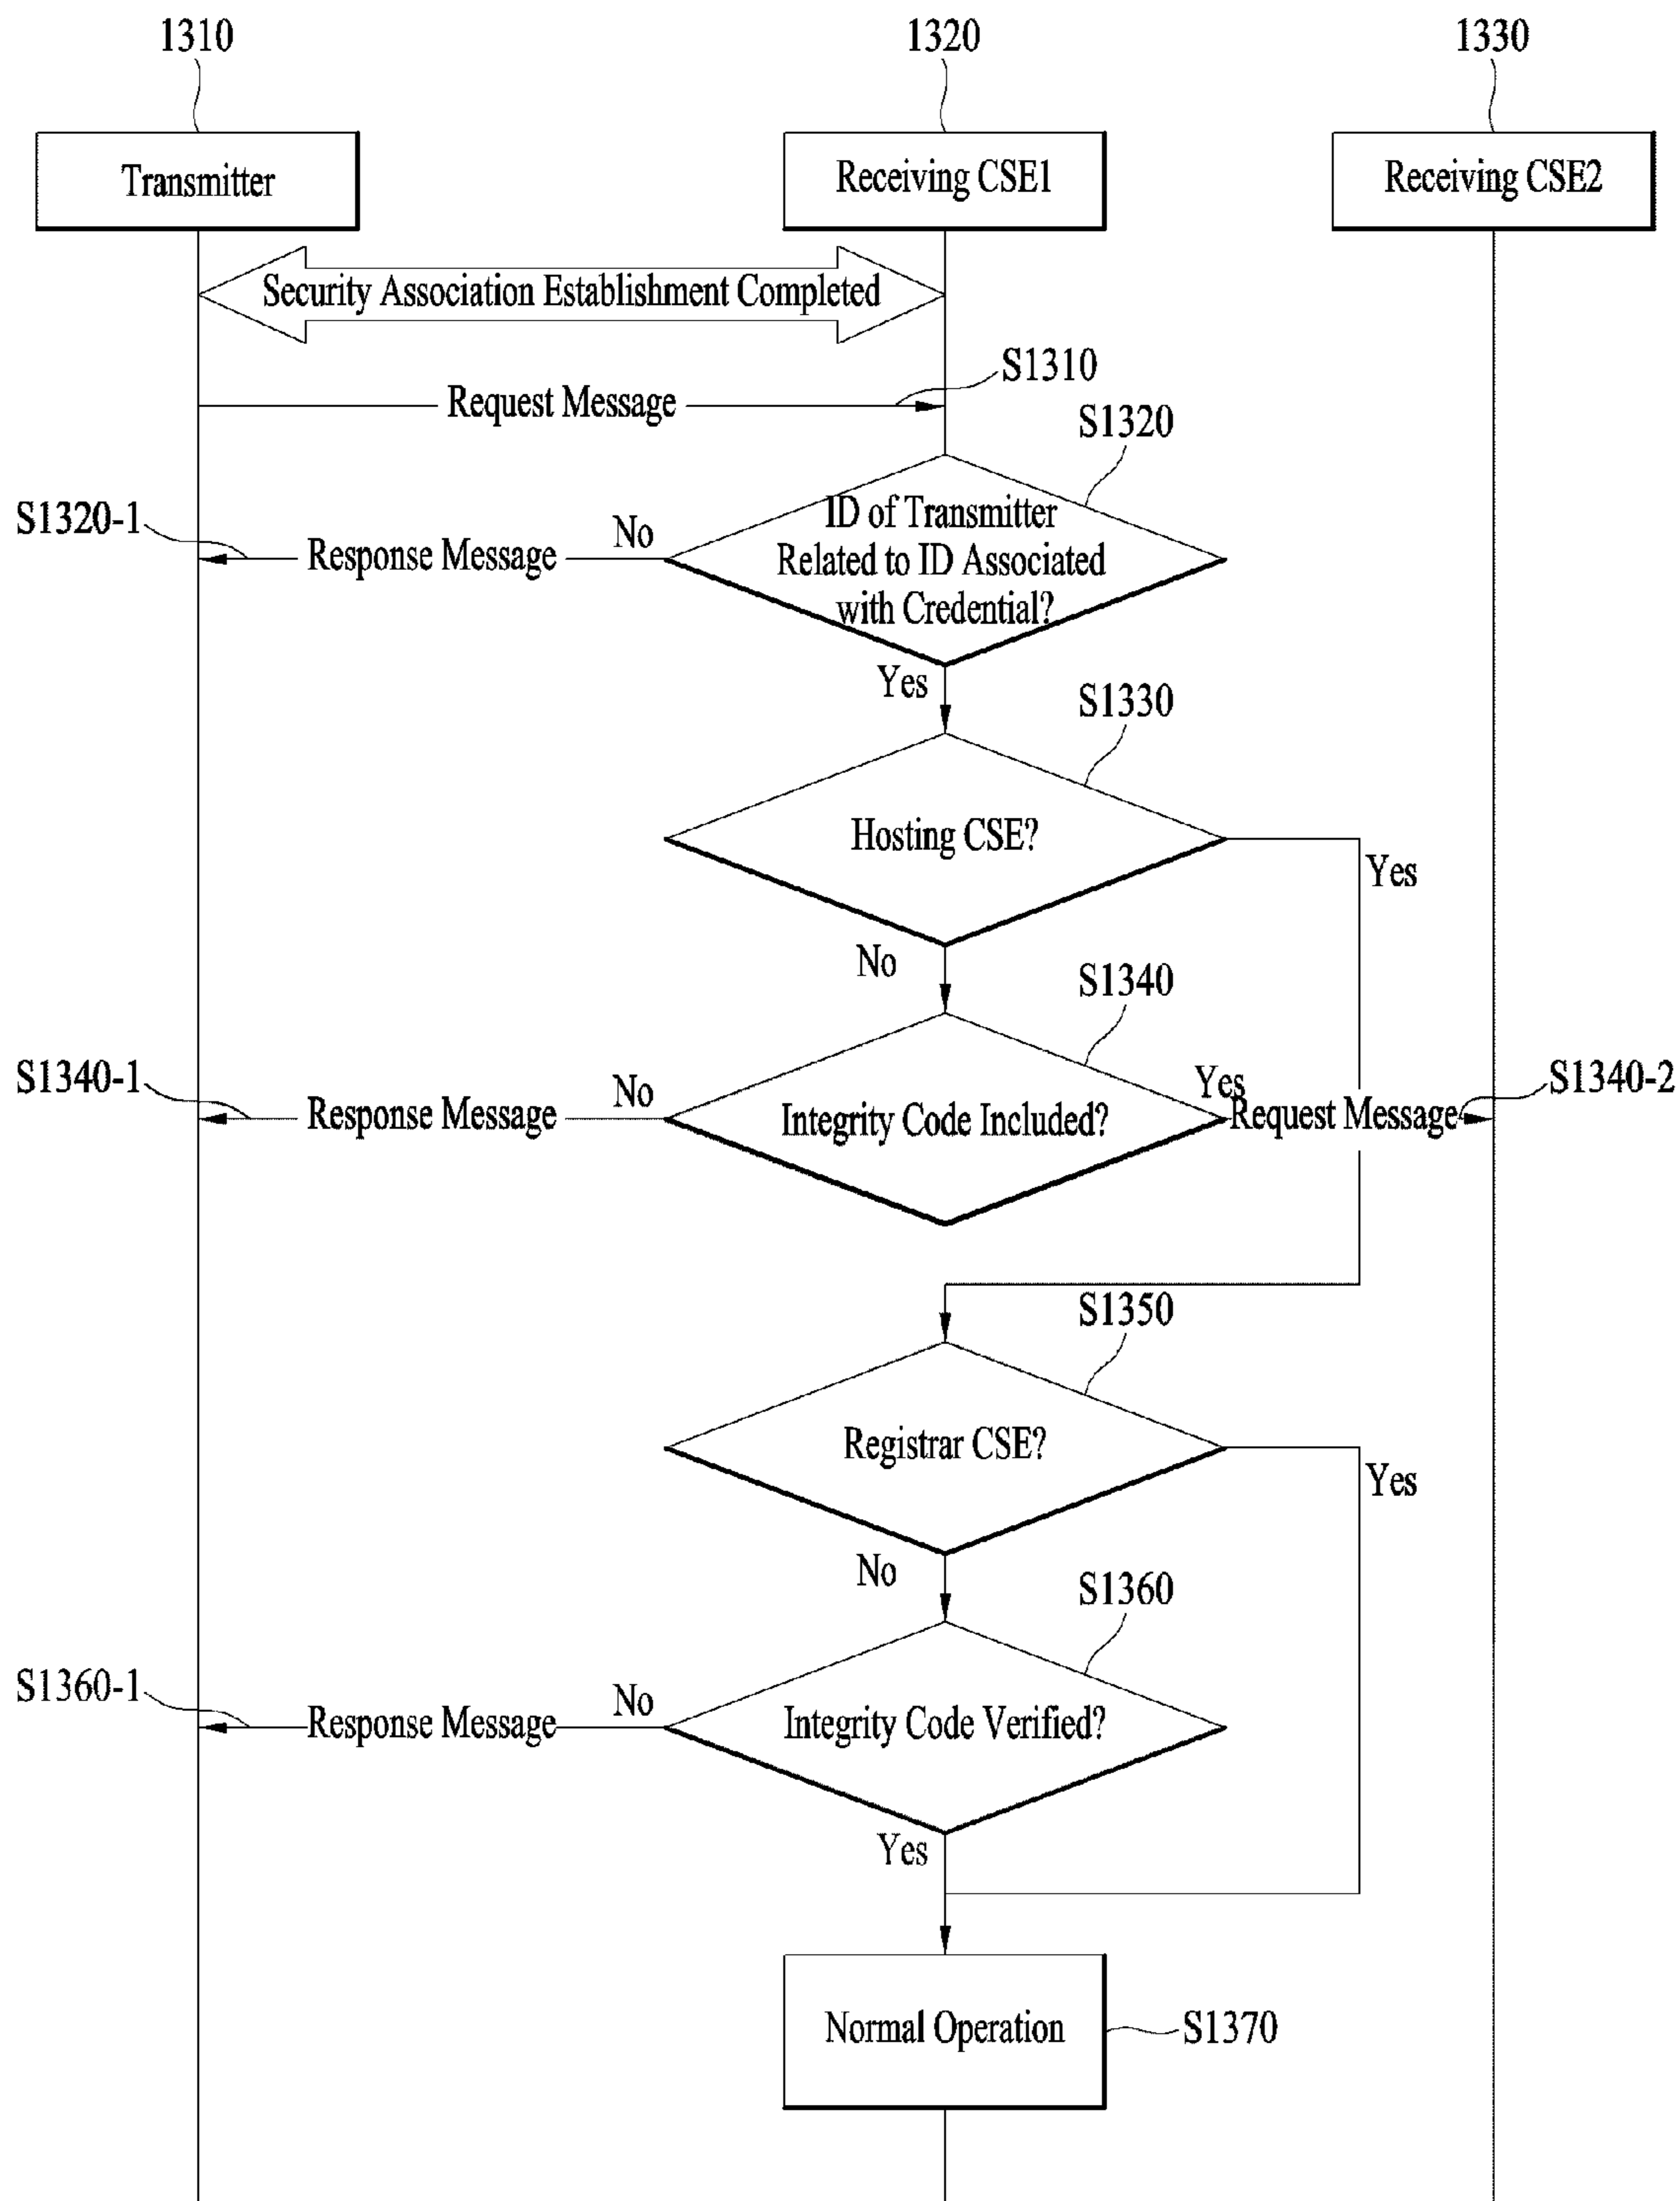 1310
1320
1330
Transmitter
Receiving CSE1
Receiving CSE2
Security Association Establishment Completed
S1310
Request Message
S1320
S1320-1
Response Message
No
ID of Transmitter
Related to ID Associated
with Credential?
Yes
S1330
Hosting CSE?
Yes
No
S1340
S1340-1
Response Message
No
Integrity Code Included?
Yes
Request Message
S1340-2
S1350
Registrar CSE?
Yes
No
S1360
S1360-1
Response Message
No
Integrity Code Verified?
Yes
Normal Operation
S1370